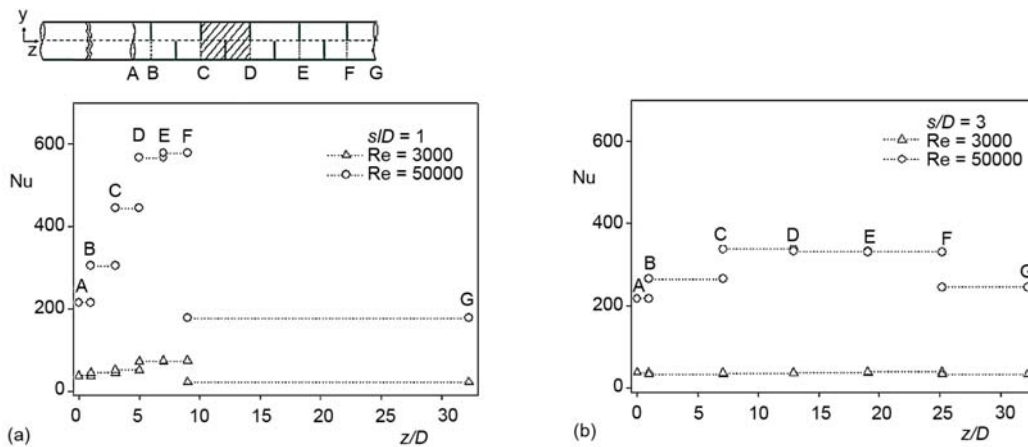 y
z
A B C D E F G
D E F
600
s/D = 1
Re = 3000
Re = 50000
Nu
C
400
B
A
200
G
0
0 5 10 15 20 25 30
z/D
(a)
600
s/D = 3
Re = 3000
Re = 50000
Nu
400
C D E F
B
G
A
200
0
0 5 10 15 20 25 30
z/D
(b)